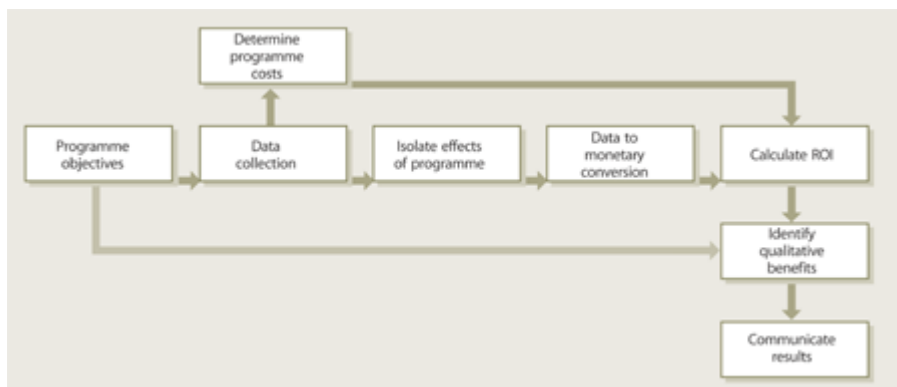 Determine
programme
costs
Programme
objectives
Data
collection
Isolate effects
of programme
Data to
monetary
conversion
Calculate ROI
Identify
qualitative
benefits
Communicate
results